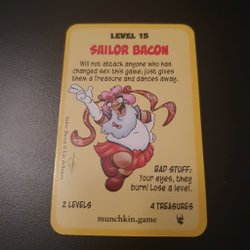 LEVEL 15
SAILOR BACON
Will not attack anyone who has
changed sex this game; just gives
them a Treasure and dances away.
BAD STUFF:
Your eyes, they
burn! Lose a level.
2 LEVELS
4 TREASURES
munchkin.game